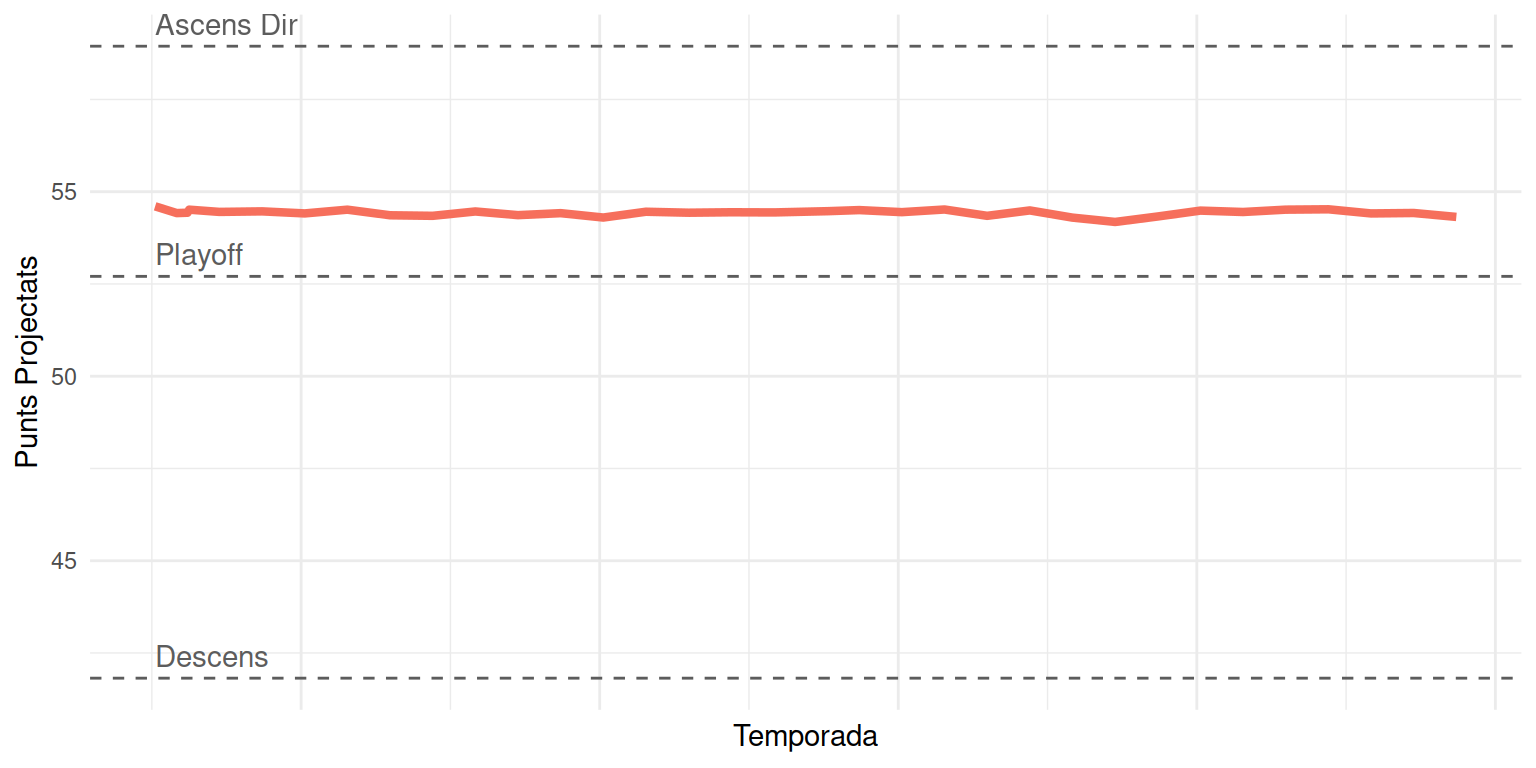 Ascens Dir
55
Playoff
Punts Projectats
50
45
Descens
Temporada